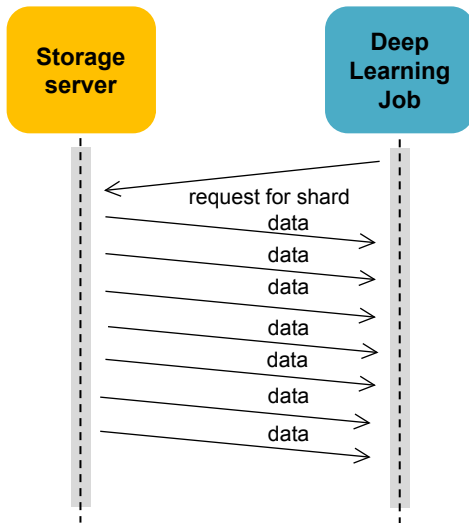 Storage
server
Deep
Learning
Job
request for shard
data
data
data
data
data
data
data